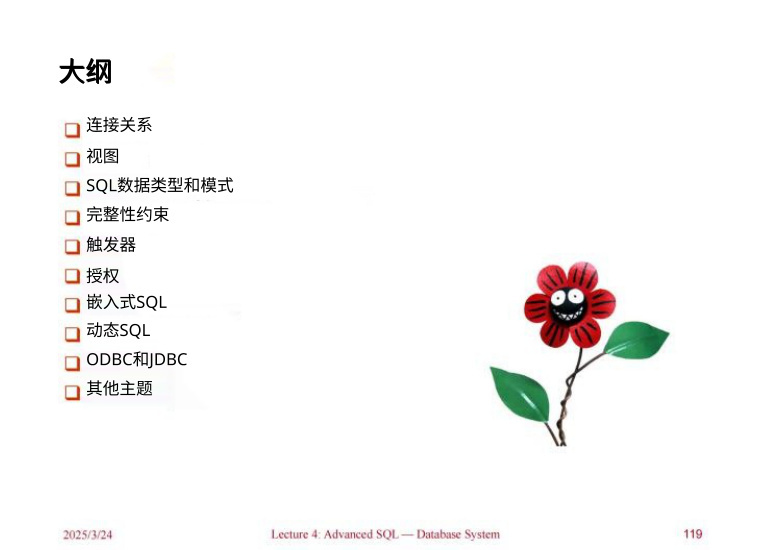 大纲
连接关系
视图
SQL数据类型和模式
完整性约束
触发器
授权
嵌入式SQL
动态SQL
ODBC和JDBC
其他主题
2025/3/24
Lecture 4: Advanced SQL — Database System
119